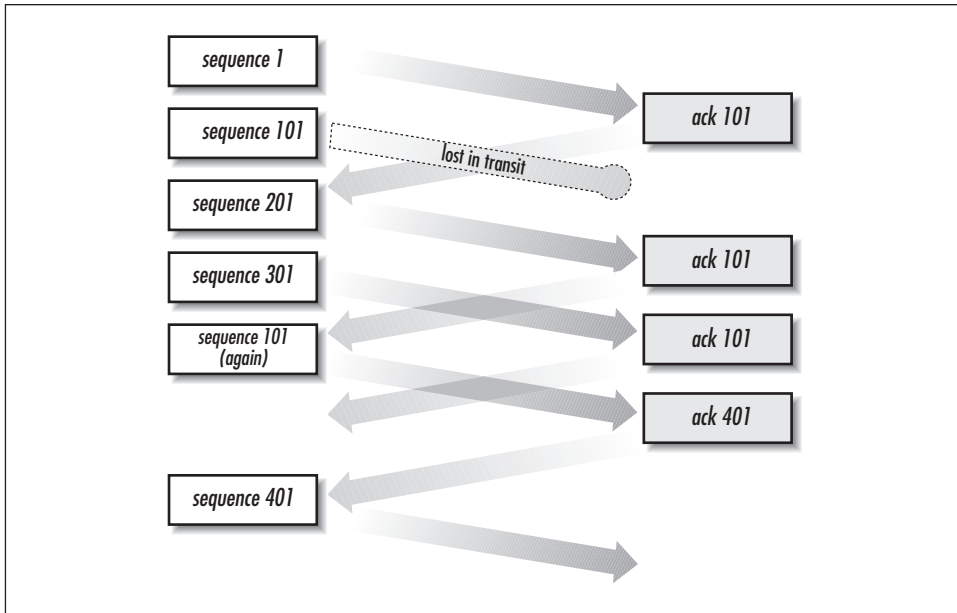 sequence 1
ack 101
sequence 101
lost in transit
sequence 201
ack 101
sequence 301
ack 101
sequence 101
(again)
ack 401
sequence 401